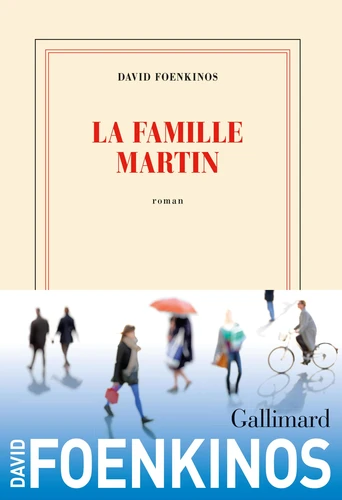 DAVID FOENKINOS
LA FAMILLE
MARTIN
roman
Gallimard
DAVID
FOENKINOS